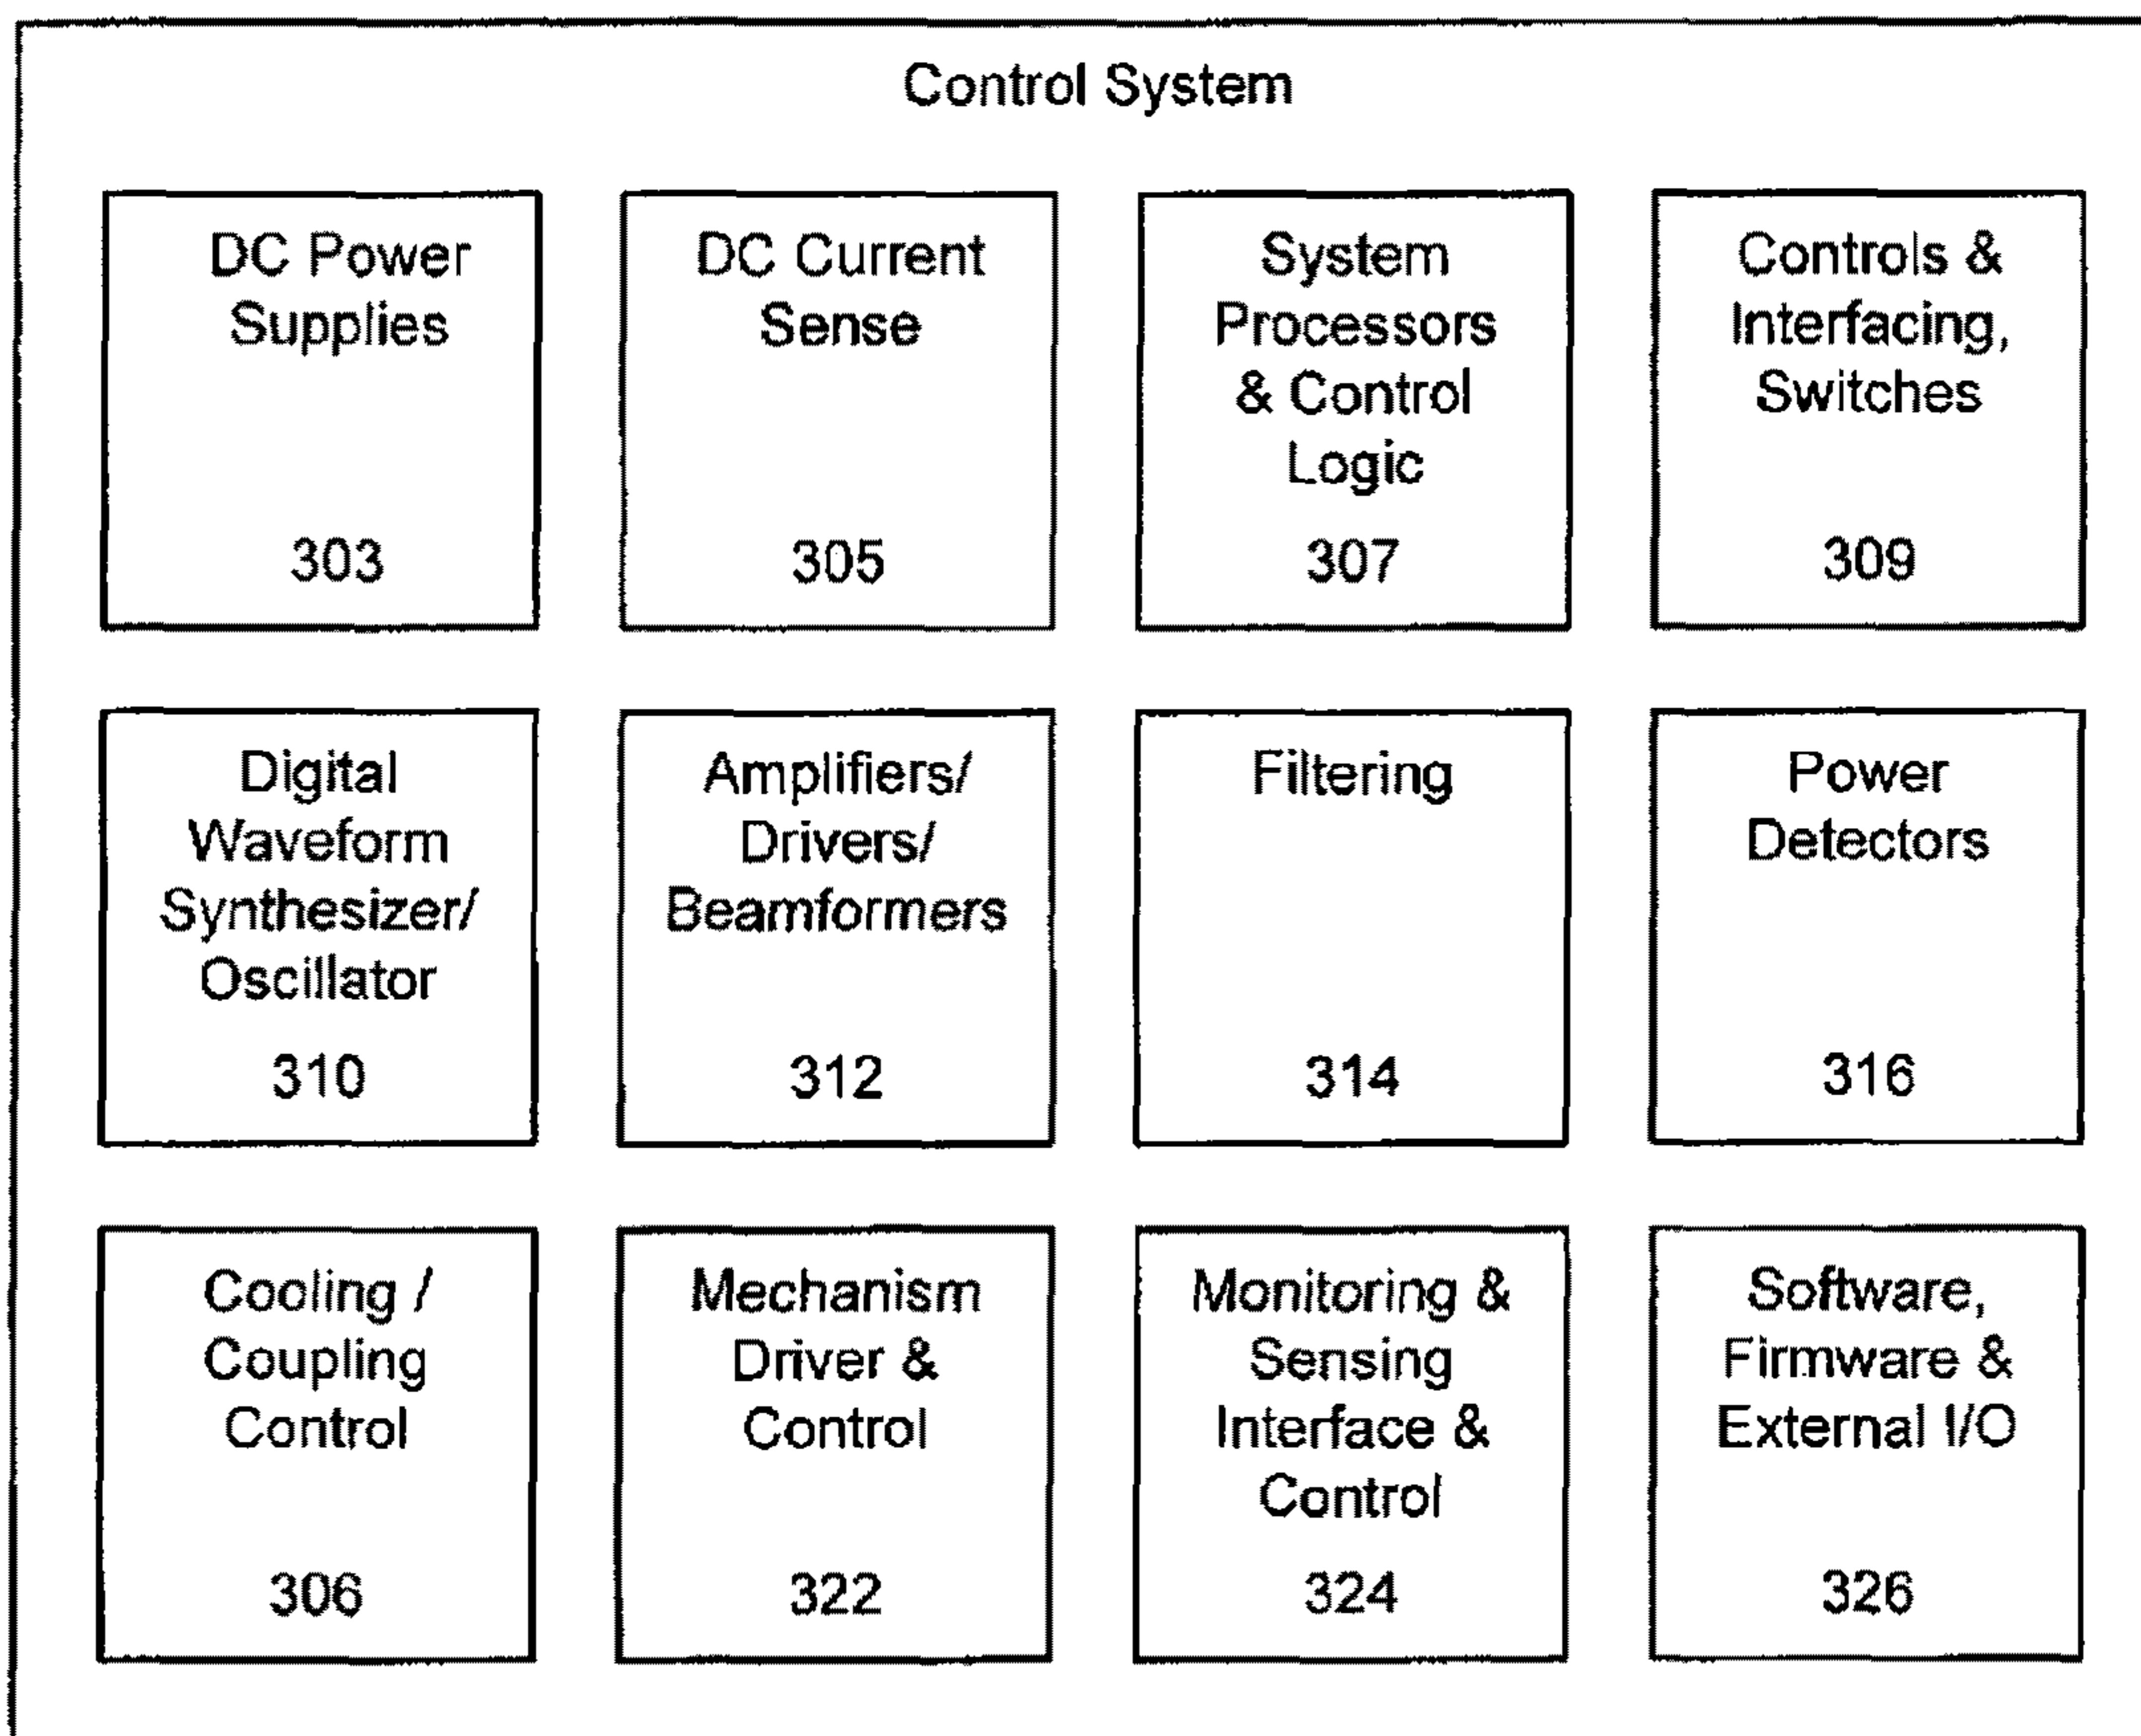 Control System
DC Power
Supplies
303
DC Current
Sense
305
System
Processors
& Control
Logic
307
Controls &
Interfacing,
Switches
309
Digital
Waveform
Synthesizer/
Oscillator
310
Amplifiers/
Drivers/
Beamformers
312
Filtering
314
Power
Detectors
316
Cooling /
Coupling
Control
306
Mechanism
Driver &
Control
322
Monitoring &
Sensing
Interface &
Control
324
Software,
Firmware &
External I/O
326